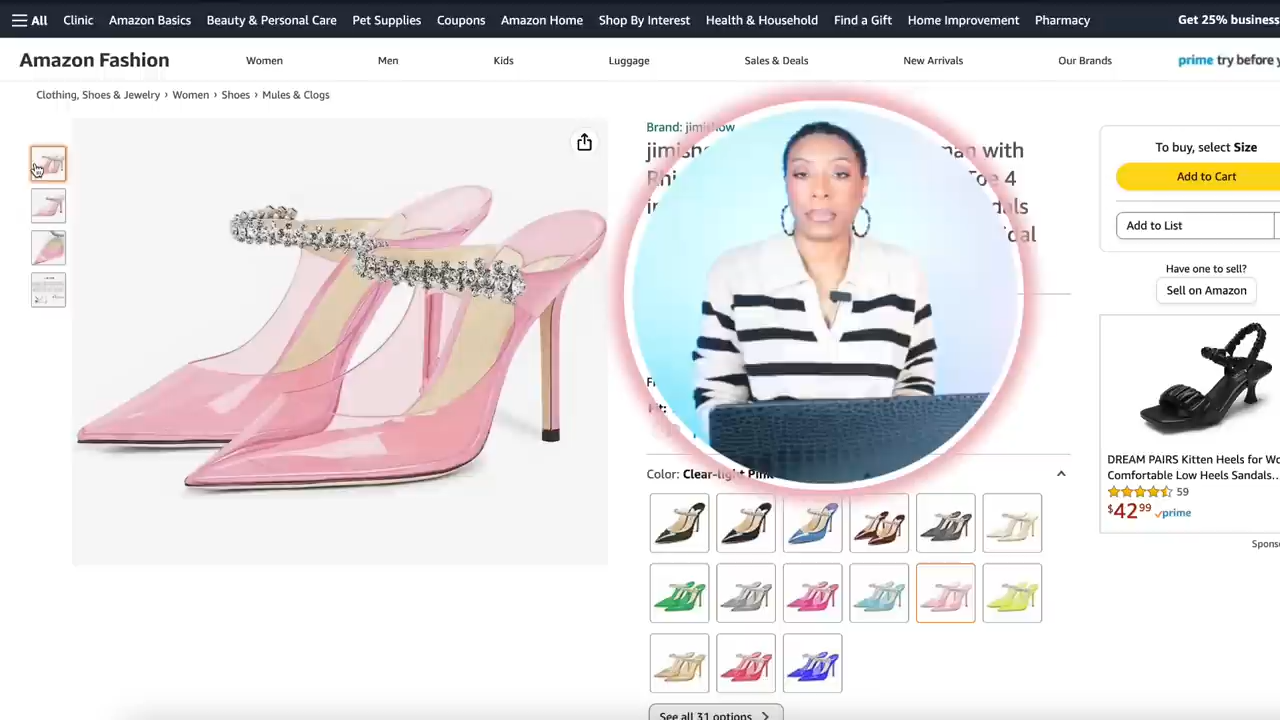 All Clinic Amazon Basics Beauty & Personal Care Pet Supplies Coupons Amazon Home Shop By Interest Health & Household Find a Gift Home Improvement Pharmacy Get 25% business
Amazon Fashion Women Men Kids Luggage Sales & Deals New Arrivals Our Brands prime try before
Clothing, Shoes & Jewelry › Women › Shoes › Mules & Clogs
Brand: jimishow
with
Toe 4
To buy, select Size
Add to Cart
Add to List
Have one to sell?
Sell on Amazon
DREAM PAIRS Kitten Heels for
Comfortable Low Heels Sandals...
59
$42.99 prime
Color: Clear-light Pink
See all 31 options